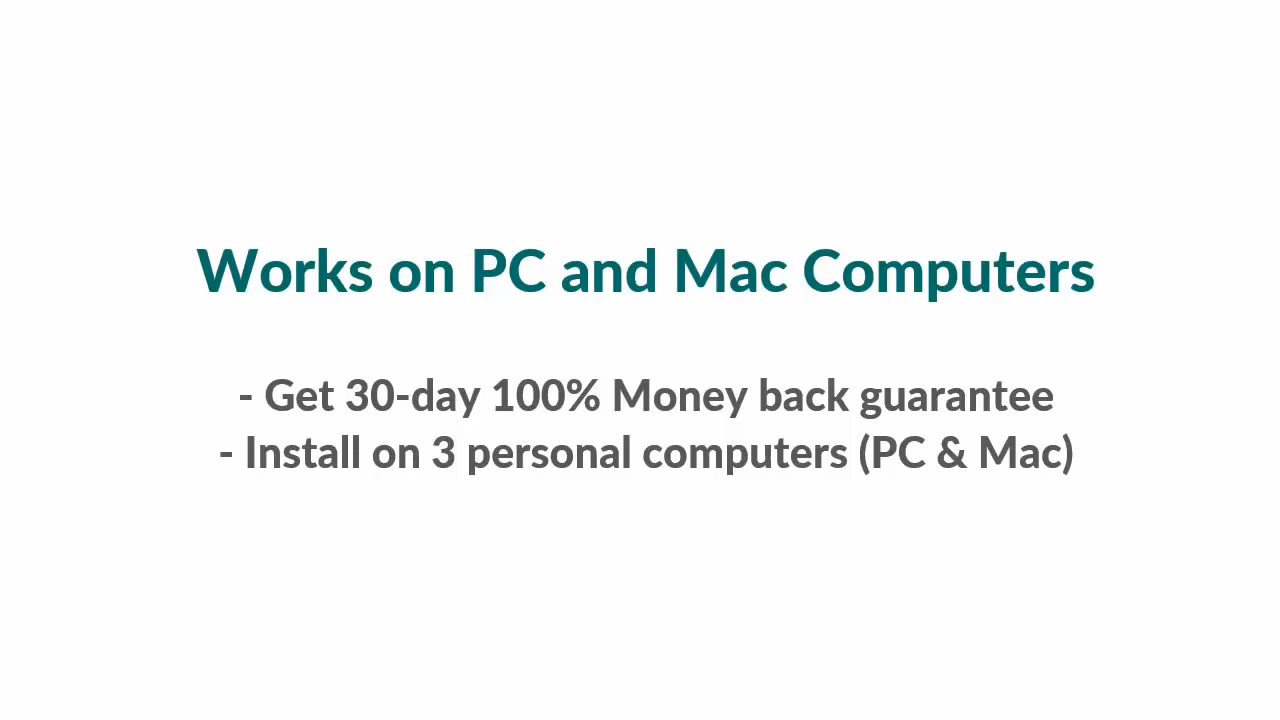 Works on PC and Mac Computers
- Get 30-day 100% Money back guarantee
- Install on 3 personal computers (PC & Mac)